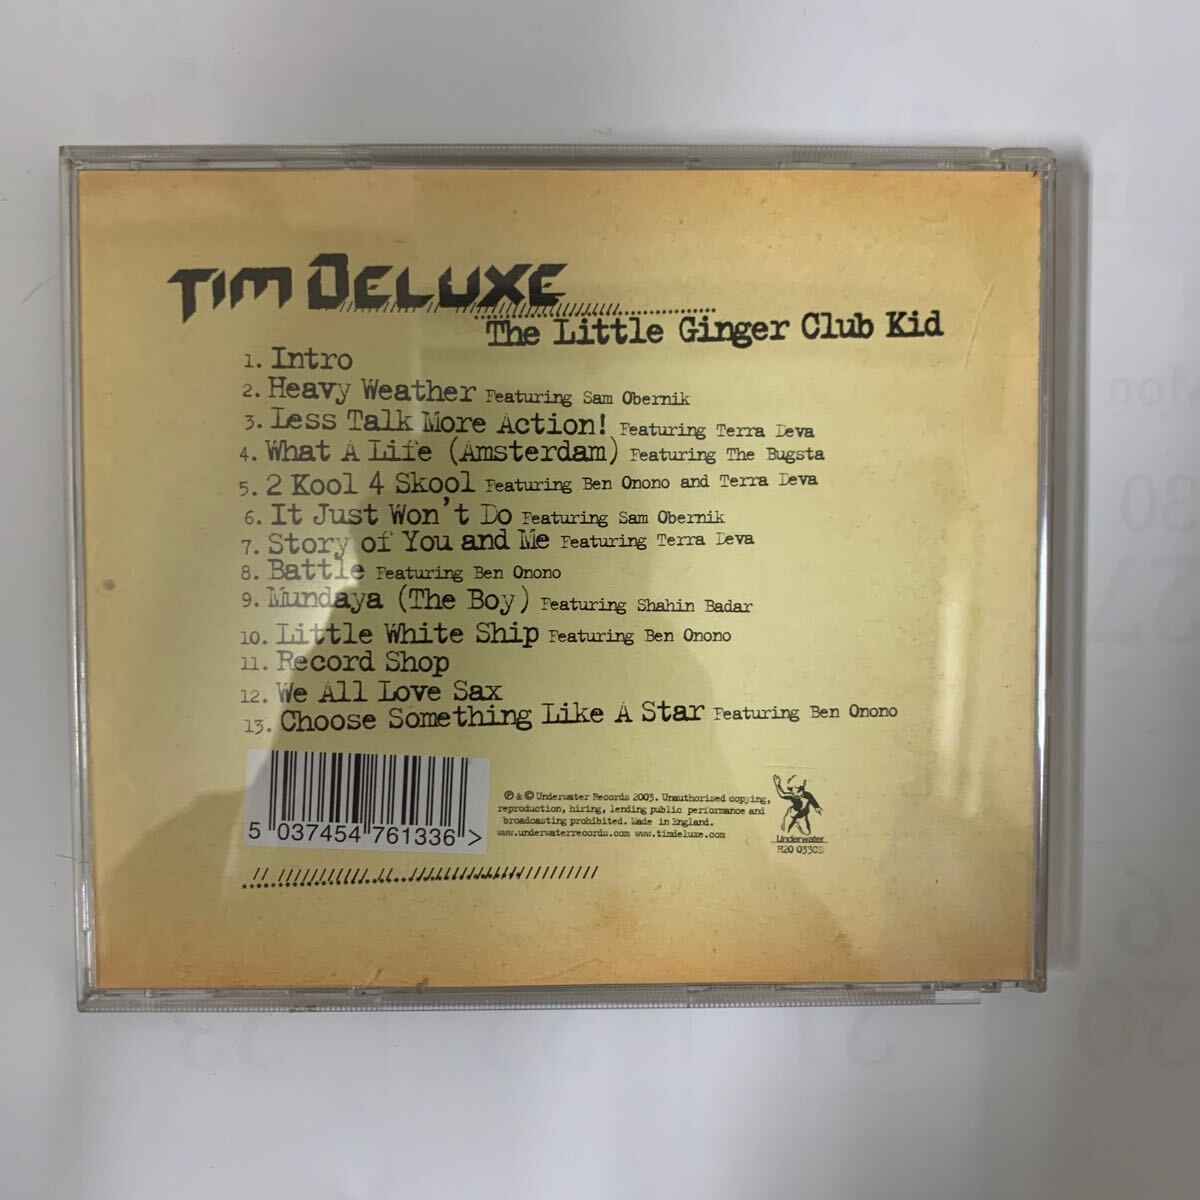 Tim Deluxe
The Little Ginger Club Kid
1. Intro
2. Heavy Weather Featuring Sam Obernik
3. Less Talk More Action! Featuring Terra Deva
4. What A Life (Amsterdam) Featuring The Bugsta
5. 2 Kool 4 Skool Featuring Ben Onono and Terra Deva
6. It Just Won't Do Featuring Sam Obernik
7. Story of You and Me Featuring Terra Deva
8. Battle Featuring Ben Onono
9. Mundaya (The Boy) Featuring Shahin Badar
10. Little White Ship Featuring Ben Onono
11. Record Shop
12. We All Love Sax
13. Choose Something Like A Star Featuring Ben Onono
5 037454 761336 >
℗ & © Underwater Records 2003. Unauthorised copying,
reproduction, hiring, lending public performance and
broadcasting prohibited. Made in England.
www.underwaterrecords.com www.timdeluxe.com
Underwater
H20 033CD